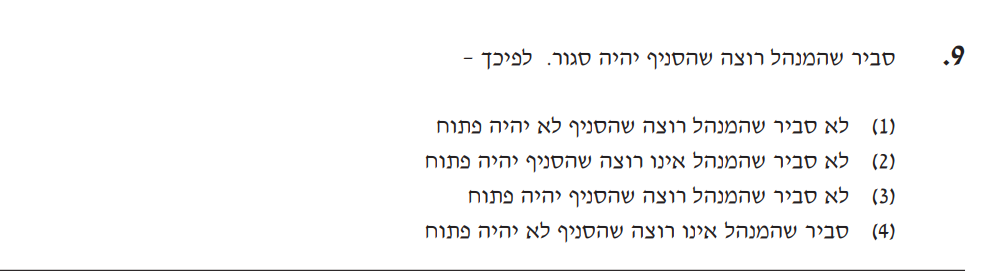 9. סביר שהמנהל רוצה שהסניף יהיה סגור. לפיכך –
(1) לא סביר שהמנהל רוצה שהסניף לא יהיה פתוח
(2) לא סביר שהמנהל אינו רוצה שהסניף יהיה פתוח
(3) לא סביר שהמנהל רוצה שהסניף יהיה פתוח
(4) סביר שהמנהל אינו רוצה שהסניף לא יהיה פתוח